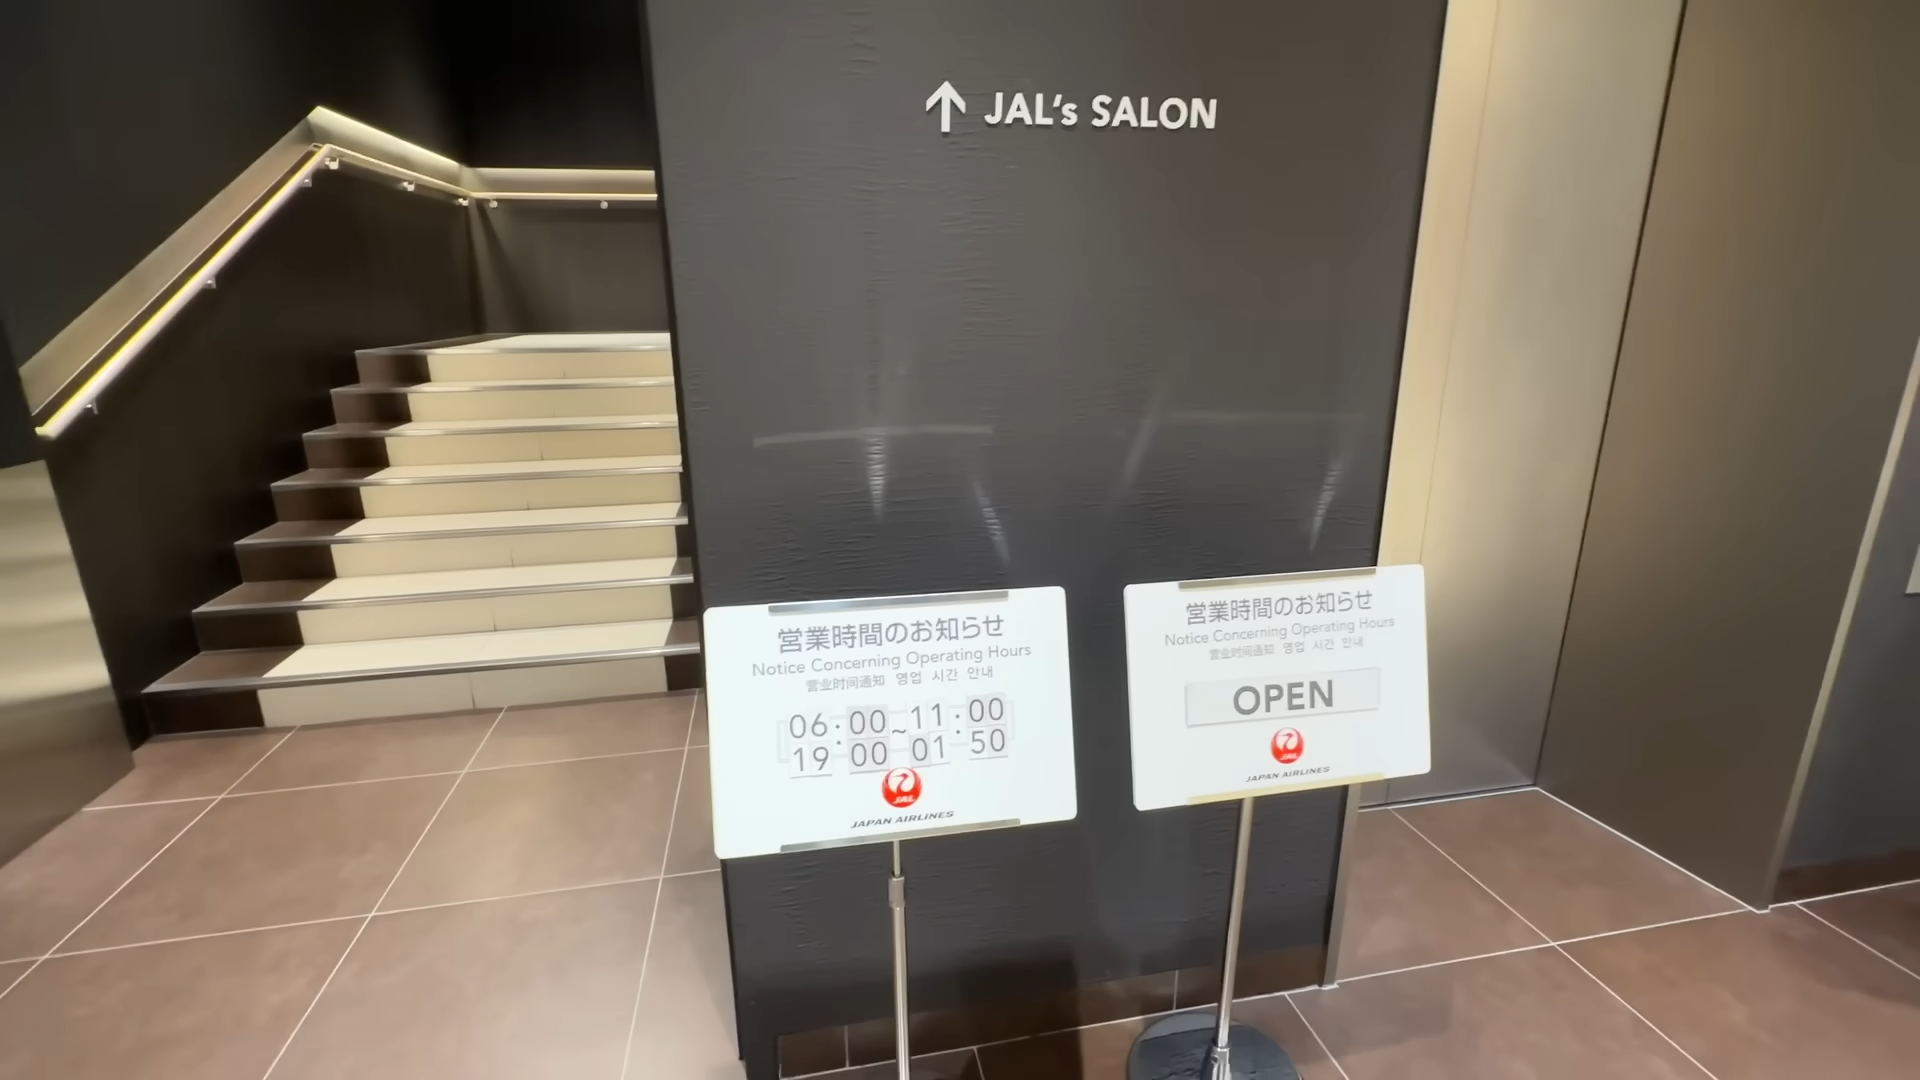 ↑ JAL's SALON
営業時間のお知らせ
Notice Concerning Operating Hours
营业时间通知 영업 시간 안내
06:00~11:00
19:00 01:50
JAL
JAPAN AIRLINES
営業時間のお知らせ
Notice Concerning Operating Hours
营业时间通知 영업 시간 안내
OPEN
JAL
JAPAN AIRLINES